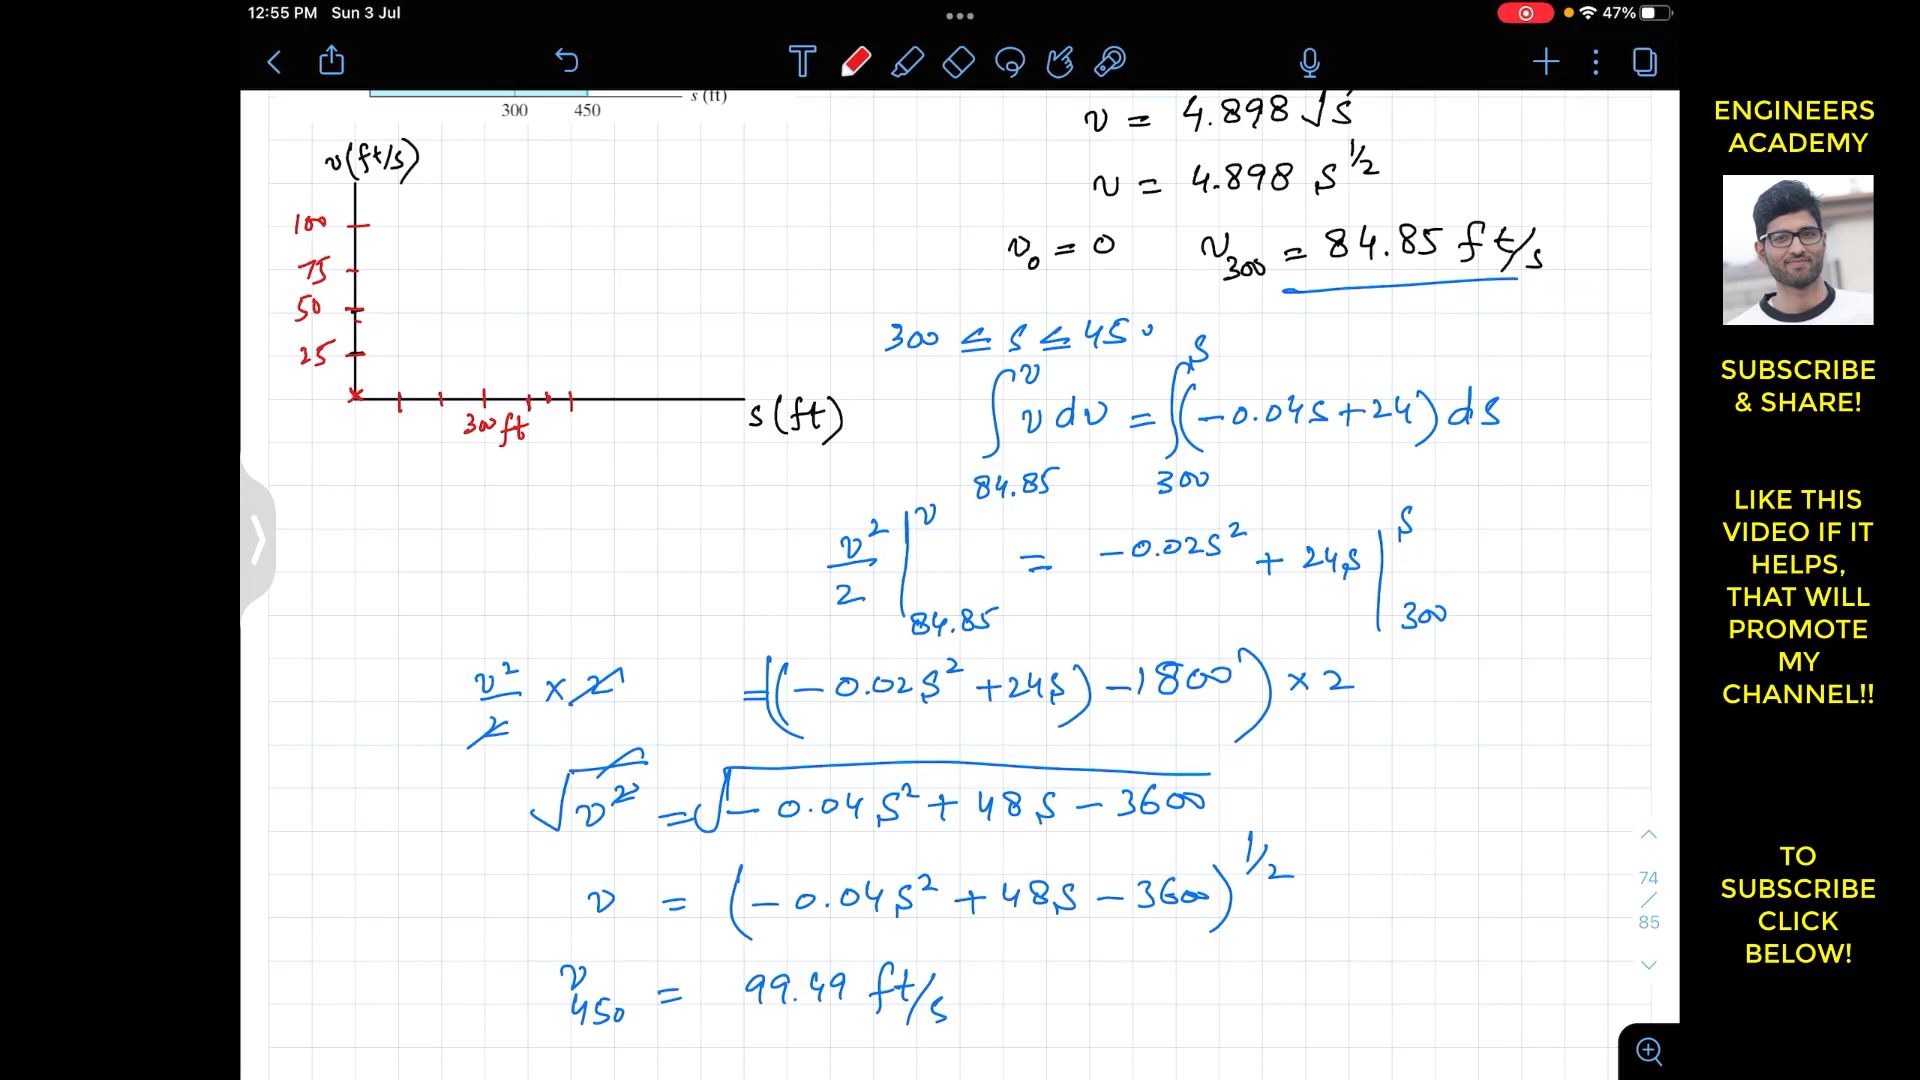 12:55 PM Sun 3 Jul
47%
T
s (ft)
300 450
v(ft/s)
100
75
50
25
300 ft
s(ft)
v = 4.898 √s
v = 4.898 s^1/2
v₀ = 0 v₃₀₀ = 84.85 ft/s
300 ≤ s ≤ 450
∫_84.85^v v dv = ∫_300^s (-0.04s+24) ds
v²/2 |_84.85^v = -0.02s² + 24s |_300^s
v²/2 × 2 = ((-0.02s² + 24s) - 1800) × 2
√v² = √-0.04s² + 48s - 3600
v = (-0.04s² + 48s - 3600)^1/2
v₄₅₀ = 99.49 ft/s
74
/
85
ENGINEERS
ACADEMY
SUBSCRIBE
& SHARE!
LIKE THIS
VIDEO IF IT
HELPS,
THAT WILL
PROMOTE
MY
CHANNEL!!
TO
SUBSCRIBE
CLICK
BELOW!